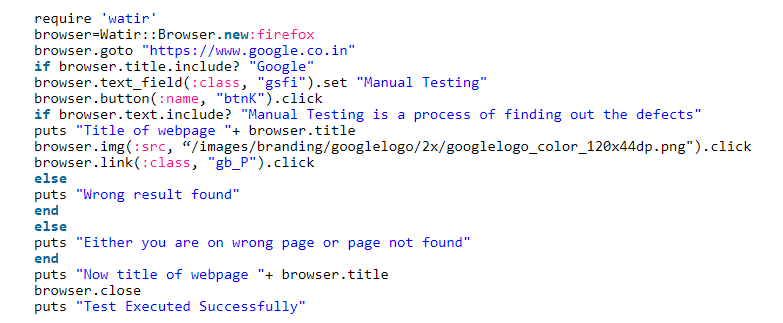 require 'watir'
browser=Watir::Browser.new:firefox
browser.goto "https://www.google.co.in"
if browser.title.include? "Google"
browser.text_field(:class, "gsfi").set "Manual Testing"
browser.button(:name, "btnK").click
if browser.text.include? "Manual Testing is a process of finding out the defects"
puts "Title of webpage "+ browser.title
browser.img(:src, “/images/branding/googlelogo/2x/googlelogo_color_120x44dp.png").click
browser.link(:class, "gb_P").click
else
puts "Wrong result found"
end
else
puts "Either you are on wrong page or page not found"
end
puts "Now title of webpage "+ browser.title
browser.close
puts "Test Executed Successfully"